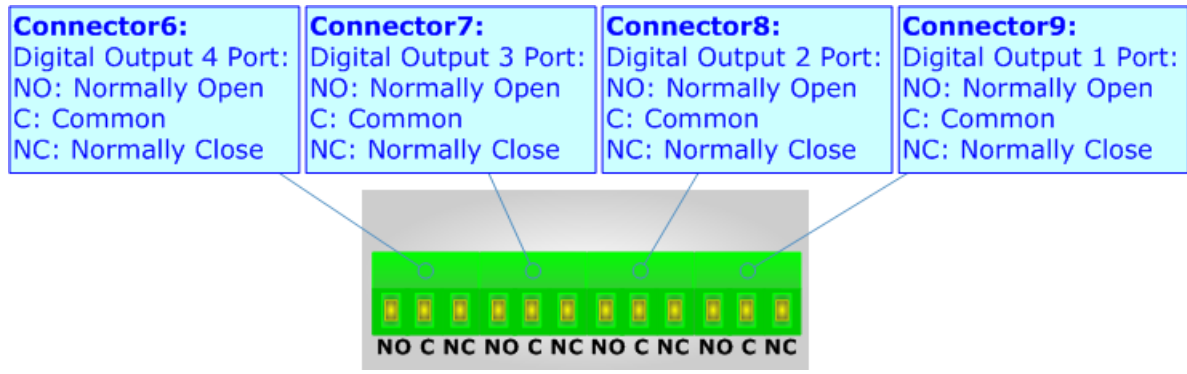 Connector6:
Digital Output 4 Port:
NO: Normally Open
C: Common
NC: Normally Close
Connector7:
Digital Output 3 Port:
NO: Normally Open
C: Common
NC: Normally Close
Connector8:
Digital Output 2 Port:
NO: Normally Open
C: Common
NC: Normally Close
Connector9:
Digital Output 1 Port:
NO: Normally Open
C: Common
NC: Normally Close
NO C NC NO C NC NO C NC NO C NC